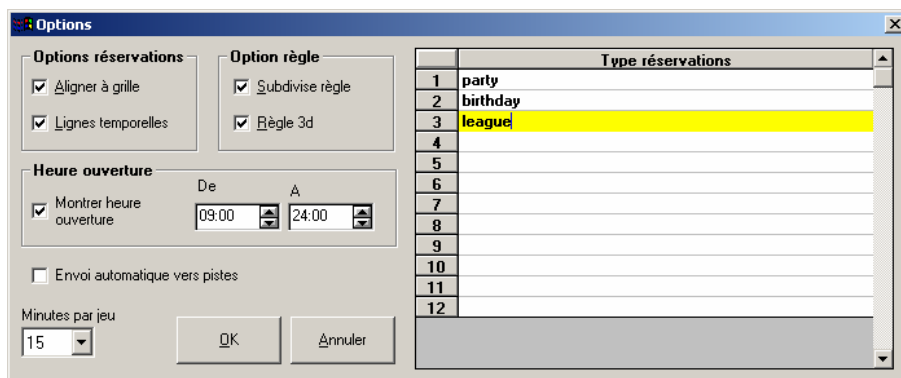 Options
Options réservations
Aligner à grille
Lignes temporelles
Option règle
Subdivise règle
Règle 3d
Heure ouverture
De
A
Montrer heure
ouverture
09:00
24:00
Envoi automatique vers pistes
Minutes par jeu
15
OK
Annuler
Type réservations
1 party
2 birthday
3 league
4
5
6
7
8
9
10
11
12